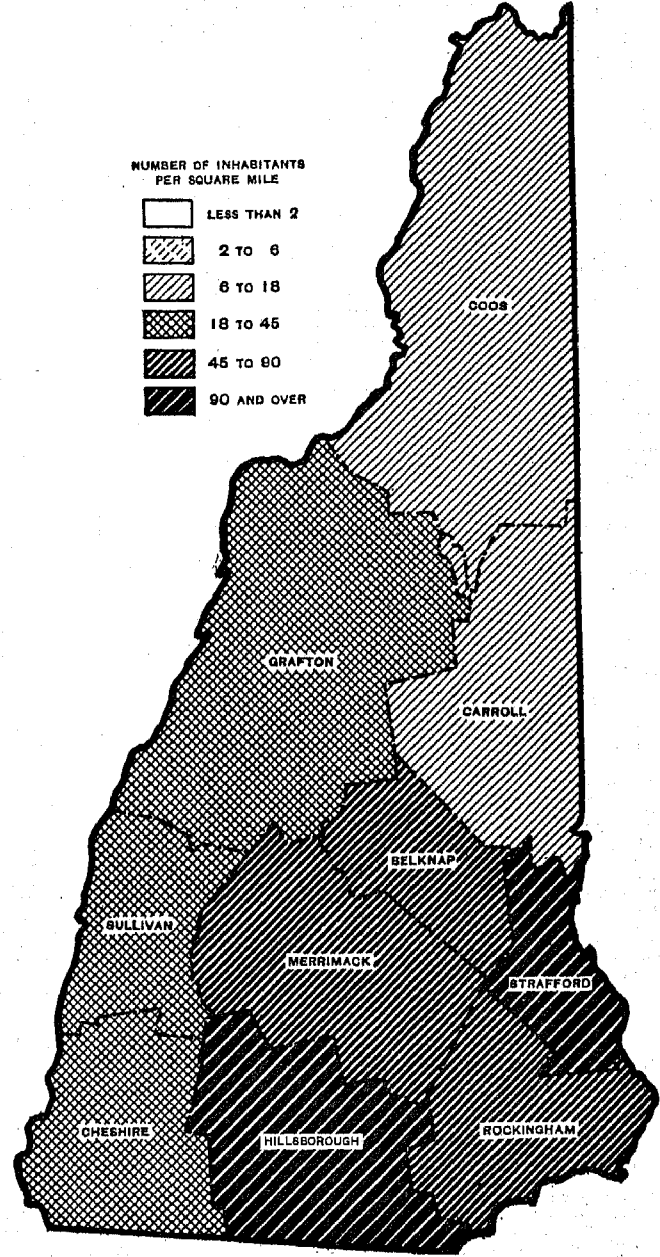 NUMBER OF INHABITANTS
PER SQUARE MILE
LESS THAN 2
2 TO 6
6 TO 18
18 TO 45
45 TO 90
90 AND OVER
COOS
GRAFTON
CARROLL
BELKNAP
SULLIVAN
MERRIMACK
STRAFFORD
CHESHIRE
HILLSBOROUGH
ROCKINGHAM